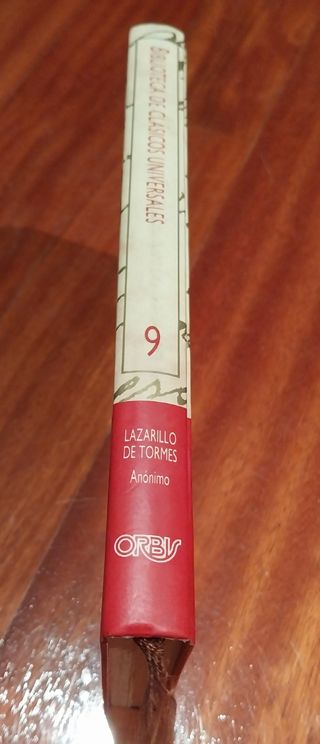 BIBLIOTECA DE CLÁSICOS UNIVERSALES
9
LAZARILLO
DE TORMES
Anónimo
ORBIS